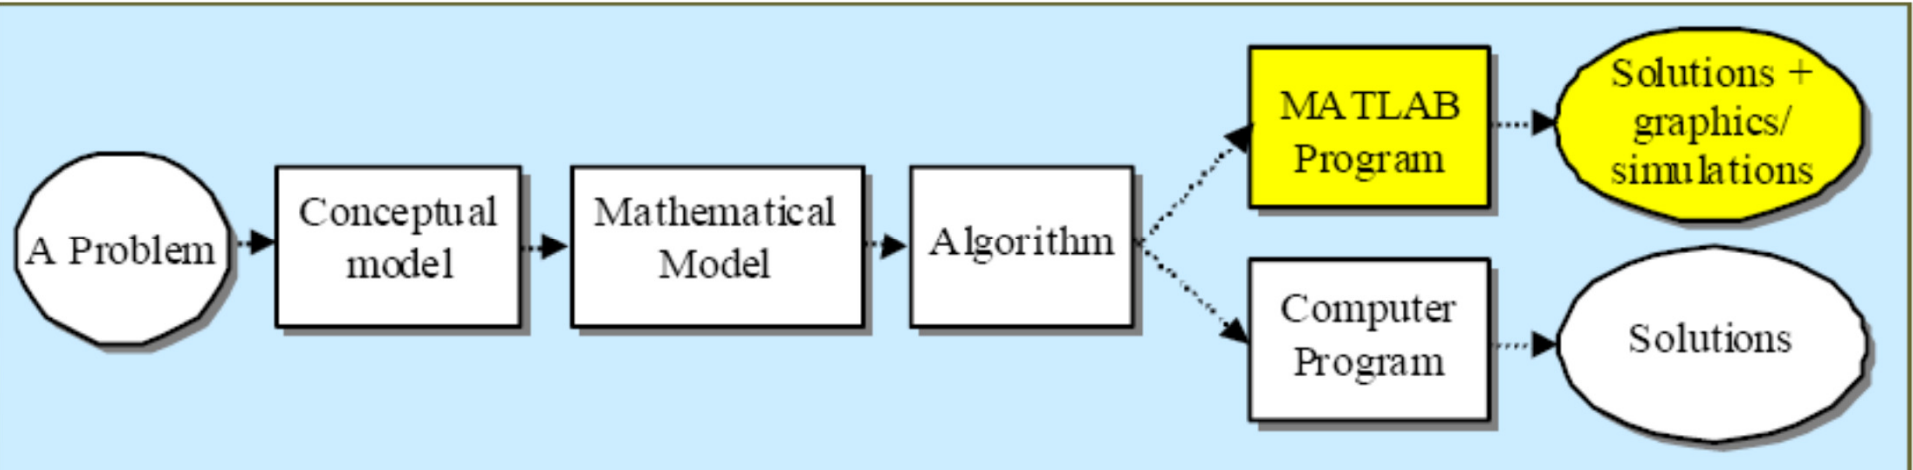 A Problem
Conceptual
model
Mathematical
Model
Algorithm
MATLAB
Program
Solutions +
graphics/
simulations
Computer
Program
Solutions